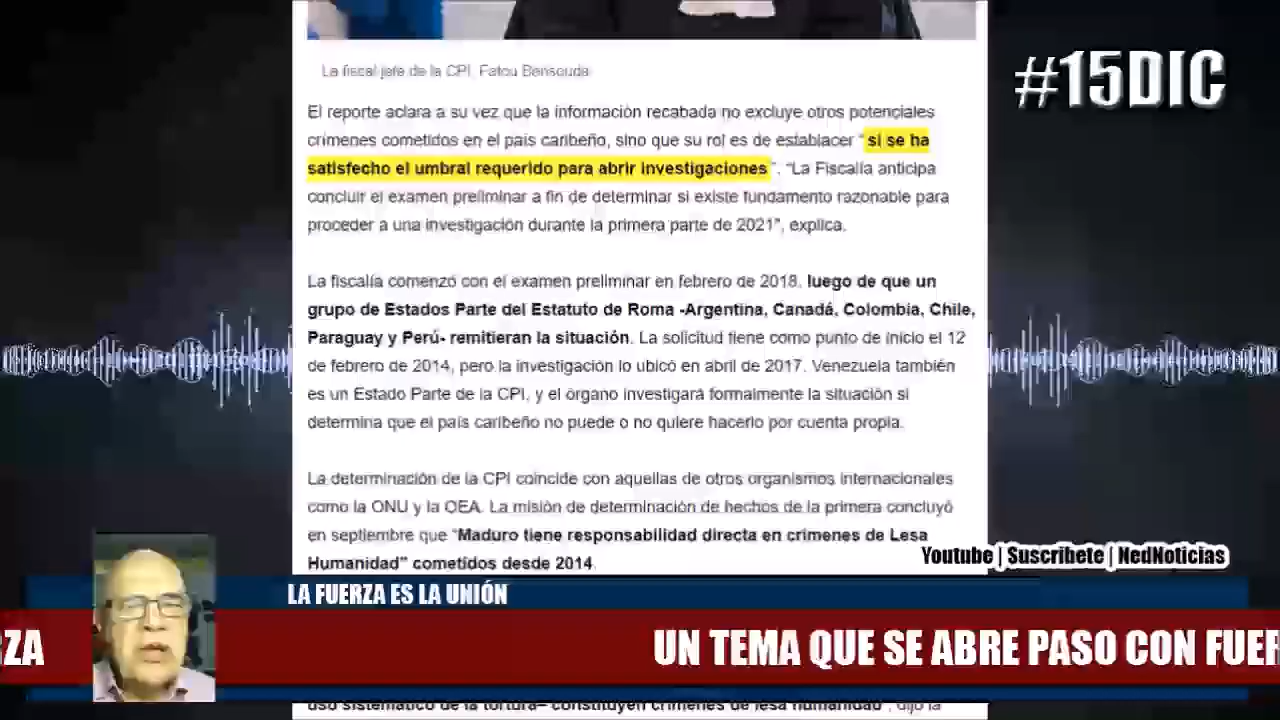 La fiscal jefe de la CPI, Fatou Bensouda
#15DIC
El reporte aclara a su vez que la información recabada no excluye otros potenciales
crímenes cometidos en el país caribeño, sino que su rol es de establacer “si se ha
satisfecho el umbral requerido para abrir investigaciones”. “La Fiscalía anticipa
concluir el examen preliminar a fin de determinar si existe fundamento razonable para
proceder a una investigación durante la primera parte de 2021”, explica.
La fiscalía comenzó con el examen preliminar en febrero de 2018, luego de que un
grupo de Estados Parte del Estatuto de Roma -Argentina, Canadá, Colombia, Chile,
Paraguay y Perú- remitieran la situación. La solicitud tiene como punto de inicio el 12
de febrero de 2014, pero la investigación lo ubicó en abril de 2017. Venezuela también
es un Estado Parte de la CPI, y el órgano investigará formalmente la situación si
determina que el país caribeño no puede o no quiere hacerlo por cuenta propia.
La determinación de la CPI coincide con aquellas de otros organismos internacionales
como la ONU y la OEA. La misión de determinación de hechos de la primera concluyó
en septiembre que “Maduro tiene responsabilidad directa en crímenes de Lesa
Humanidad” cometidos desde 2014.
Youtube | Suscribete | NedNoticias
LA FUERZA ES LA UNIÓN
RZA UN TEMA QUE SE ABRE PASO CON FUER
uso sistemático de la tortura– constituyen crímenes de lesa humanidad”, dijo la